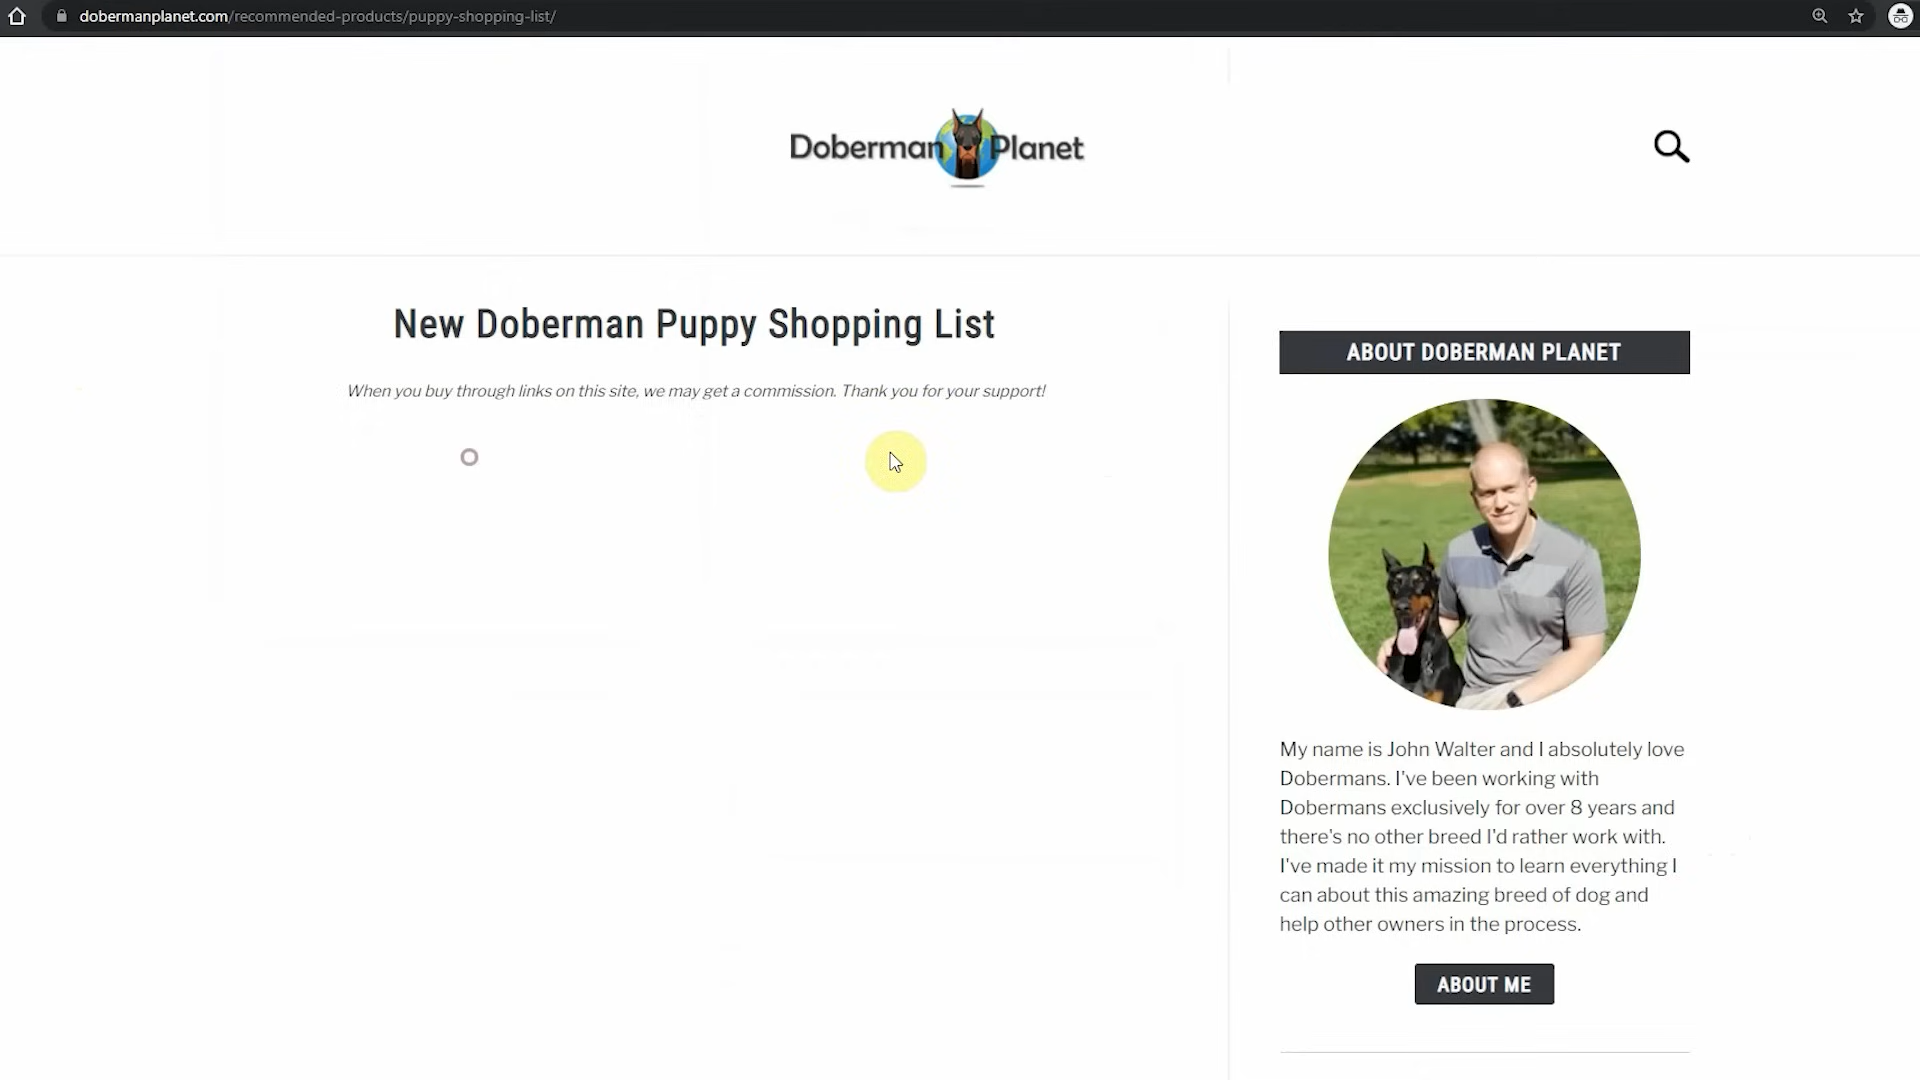 dobermanplanet.com/recommended-products/puppy-shopping-list/
Doberman Planet
New Doberman Puppy Shopping List
When you buy through links on this site, we may get a commission. Thank you for your support!
ABOUT DOBERMAN PLANET
My name is John Walter and I absolutely love
Dobermans. I've been working with
Dobermans exclusively for over 8 years and
there's no other breed I'd rather work with.
I've made it my mission to learn everything I
can about this amazing breed of dog and
help other owners in the process.
ABOUT ME